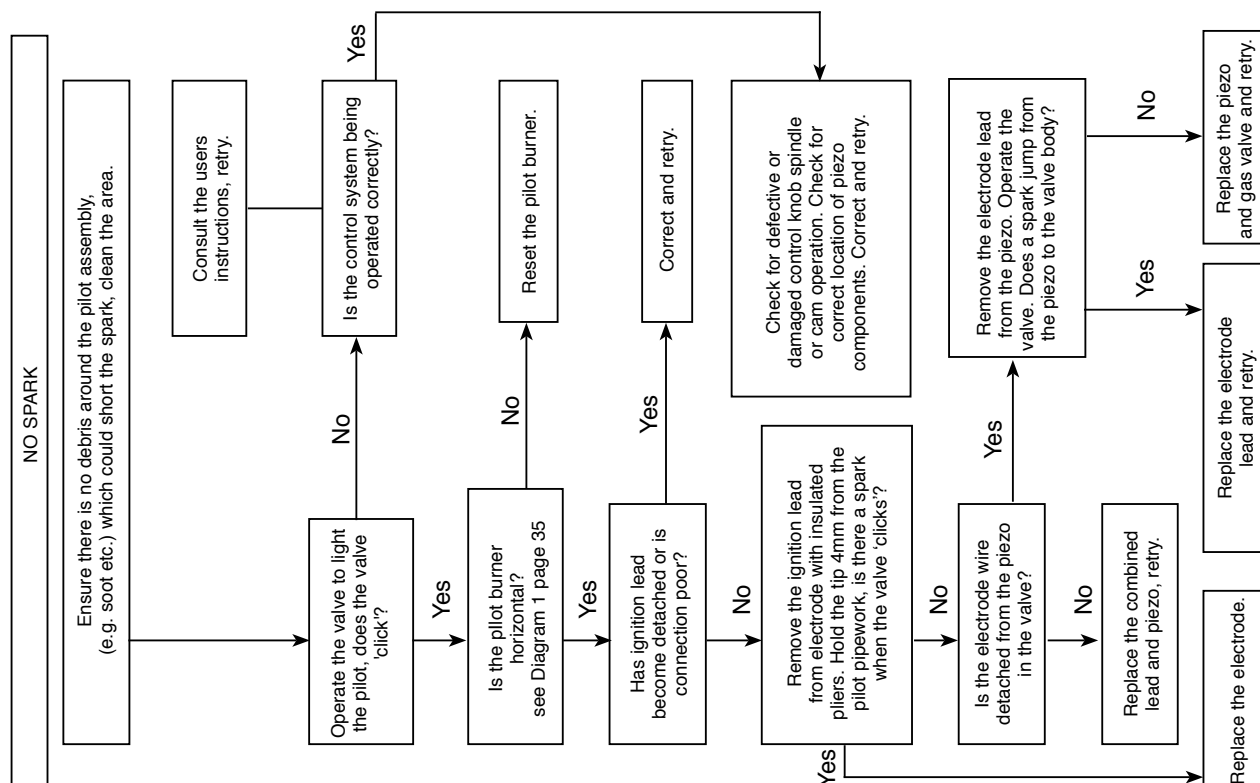 NO SPARK
Ensure there is no debris around the pilot assembly,
(e.g. soot etc.) which could short the spark, clean the area.
Operate the valve to light
the pilot, does the valve
'click'?
No
Is the control system being
operated correctly?
Consult the users
instructions, retry.
Yes
Yes
Is the pilot burner
horizontal?
see Diagram 1 page 35
No
Reset the pilot burner.
Yes
Has ignition lead
become detached or is
connection poor?
Yes
Correct and retry.
No
Remove the ignition lead
from electrode with insulated
pliers. Hold the tip 4mm from the
pilot pipework, is there a spark
when the valve 'clicks'?
Check for defective or
damaged control knob spindle
or cam operation. Check for
correct location of piezo
components. Correct and retry.
Yes
No
Is the electrode wire
detached from the piezo
in the valve?
Yes
Remove the electrode lead
from the piezo. Operate the
valve. Does a spark jump from
the piezo to the valve body?
No
Replace the combined
lead and piezo, retry.
Yes
No
Replace the electrode.
Replace the electrode
lead and retry.
Replace the piezo
and gas valve and retry.